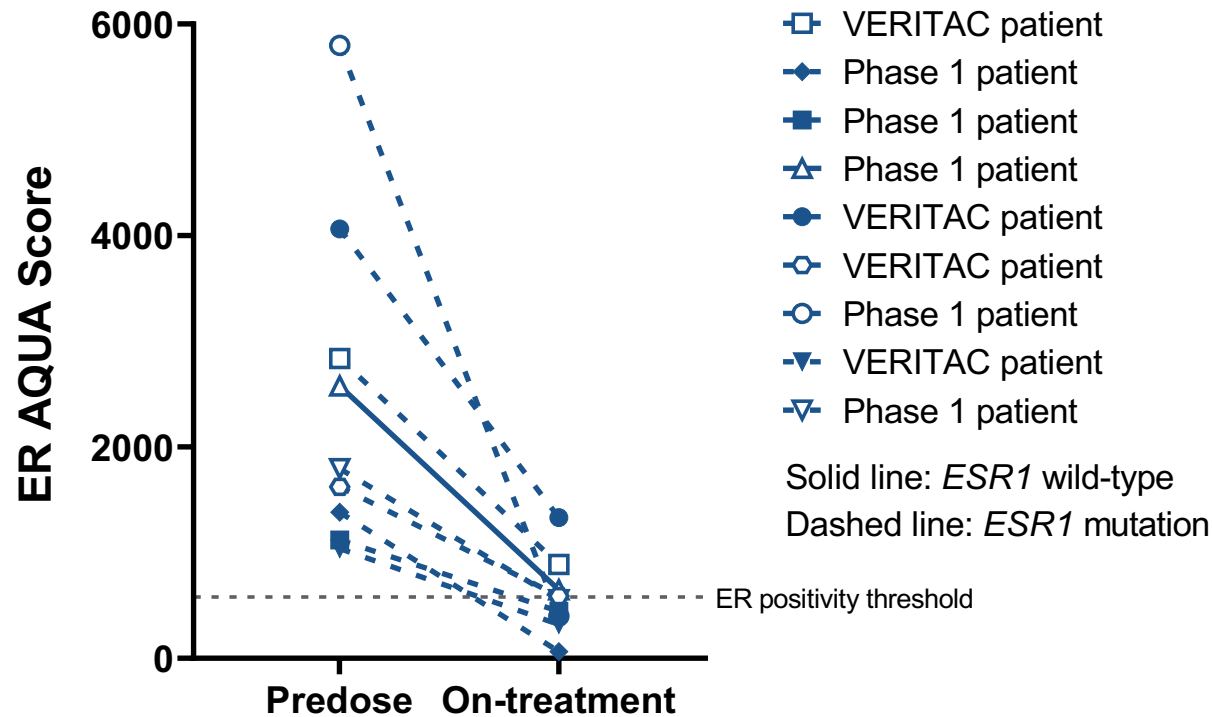 6000
4000
2000
0
ER AQUA Score
Predose
On-treatment
VERITAC patient
Phase 1 patient
Phase 1 patient
Phase 1 patient
VERITAC patient
VERITAC patient
Phase 1 patient
VERITAC patient
Phase 1 patient
Solid line: ESR1 wild-type
Dashed line: ESR1 mutation
ER positivity threshold